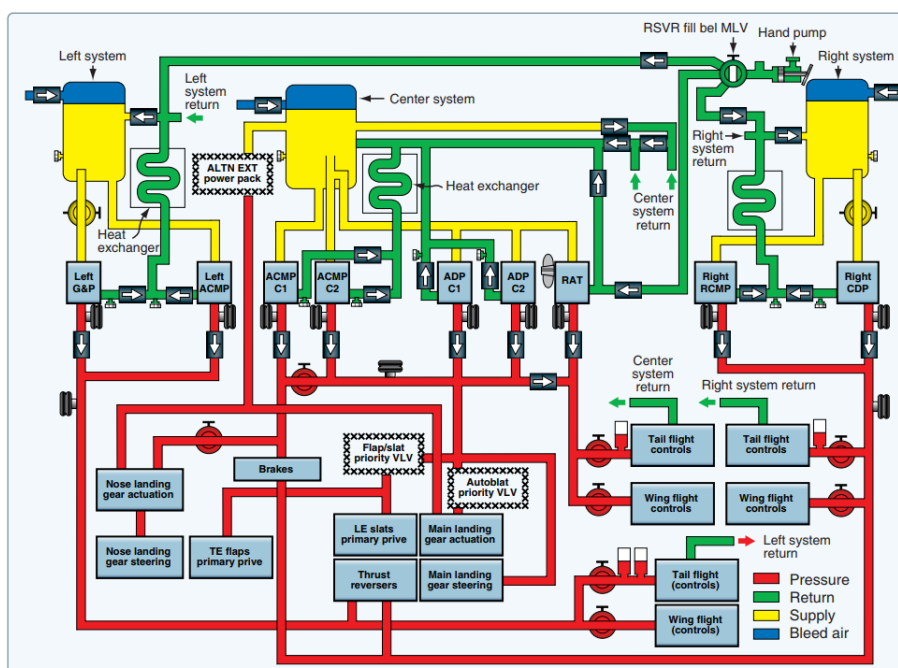 RSVR fill bel MLV
Hand pump
Left system
Right system
Left
system
return
Center system
ALTN EXT
power pack
Right
system
return
Heat exchanger
Center
system
return
Heat
exchanger
Left
G&P
Left
ACMP
ACMP
C1
ACMP
C2
ADP
C1
ADP
C2
RAT
Right
RCMP
Right
CDP
Center
system
return
Right system return
Flap/slat
priority VLV
Tail flight
controls
Tail flight
controls
Brakes
Nose landing
gear actuation
Autoblat
priority VLV
Wing flight
controls
Wing flight
controls
LE slats
primary prive
Main landing
gear actuation
Nose landing
gear steering
TE flaps
primary prive
Left system
return
Thrust
reversers
Main landing
gear steering
Tail flight
(controls)
Pressure
Return
Supply
Bleed air
Wing flight
(controls)